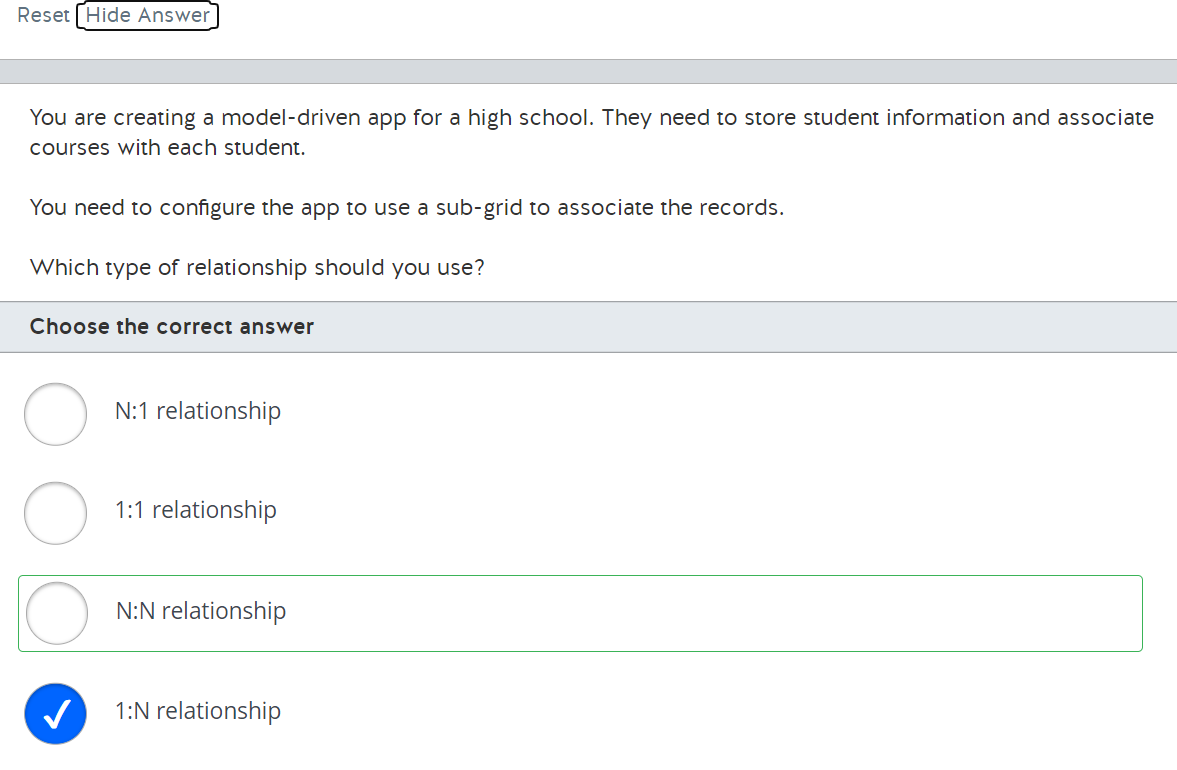 Reset Hide Answer
You are creating a model-driven app for a high school. They need to store student information and associate
courses with each student.
You need to configure the app to use a sub-grid to associate the records.
Which type of relationship should you use?
Choose the correct answer
N:1 relationship
1:1 relationship
N:N relationship
1:N relationship